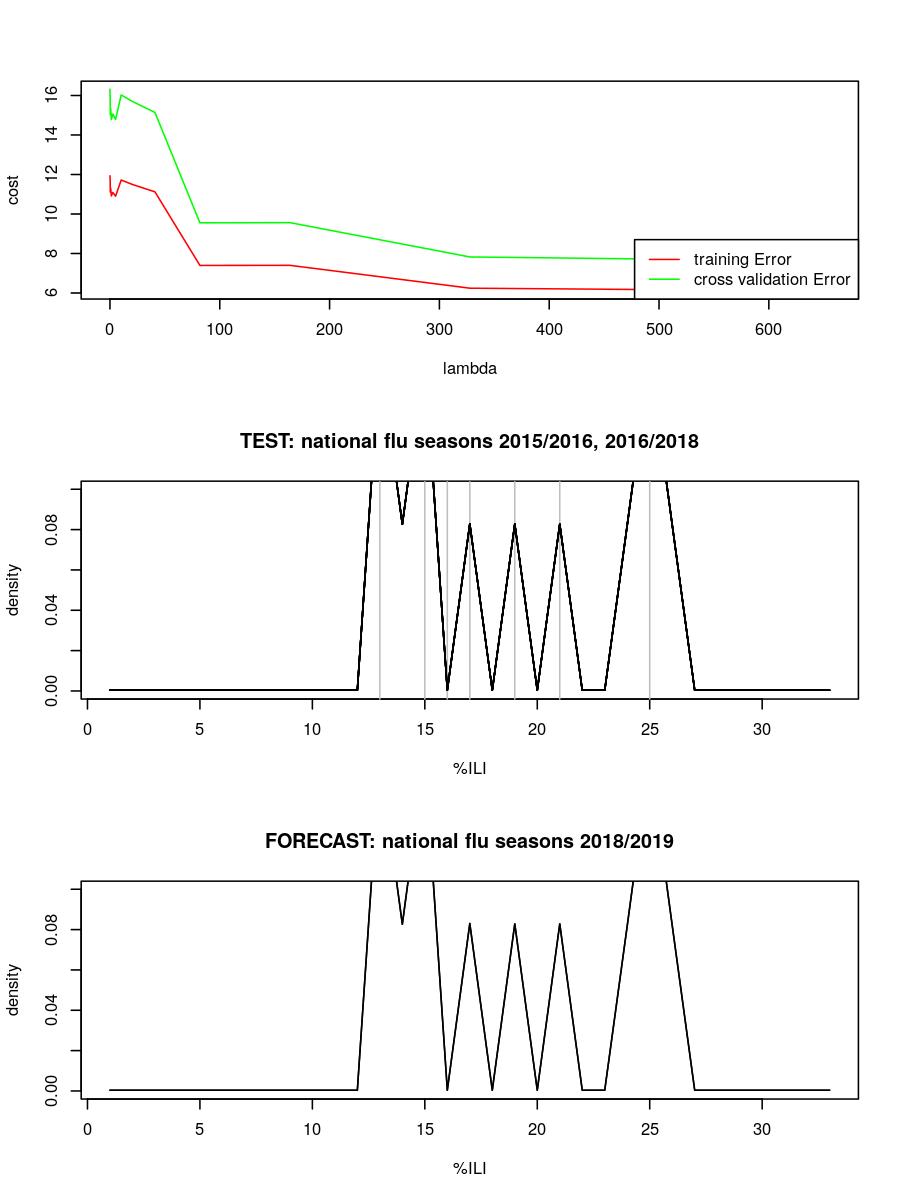 16
14
12
10
8
6
cost
training Error
cross validation Error
0 100 200 300 400 500 600
lambda
TEST: national flu seasons 2015/2016, 2016/2018
0.08
0.04
0.00
density
0 5 10 15 20 25 30
%ILI
FORECAST: national flu seasons 2018/2019
0.08
0.04
0.00
density
0 5 10 15 20 25 30
%ILI